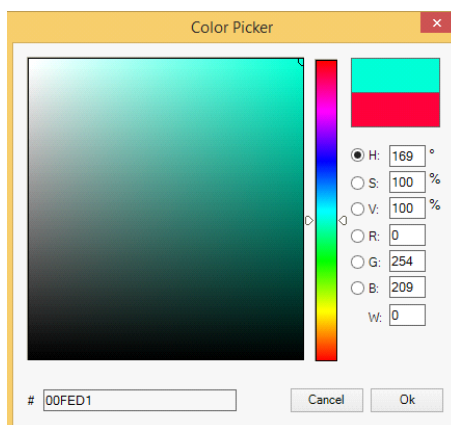 Color Picker
H: 169 °
S: 100 %
V: 100 %
R: 0
G: 254
B: 209
W: 0
# 00FED1
Cancel
Ok